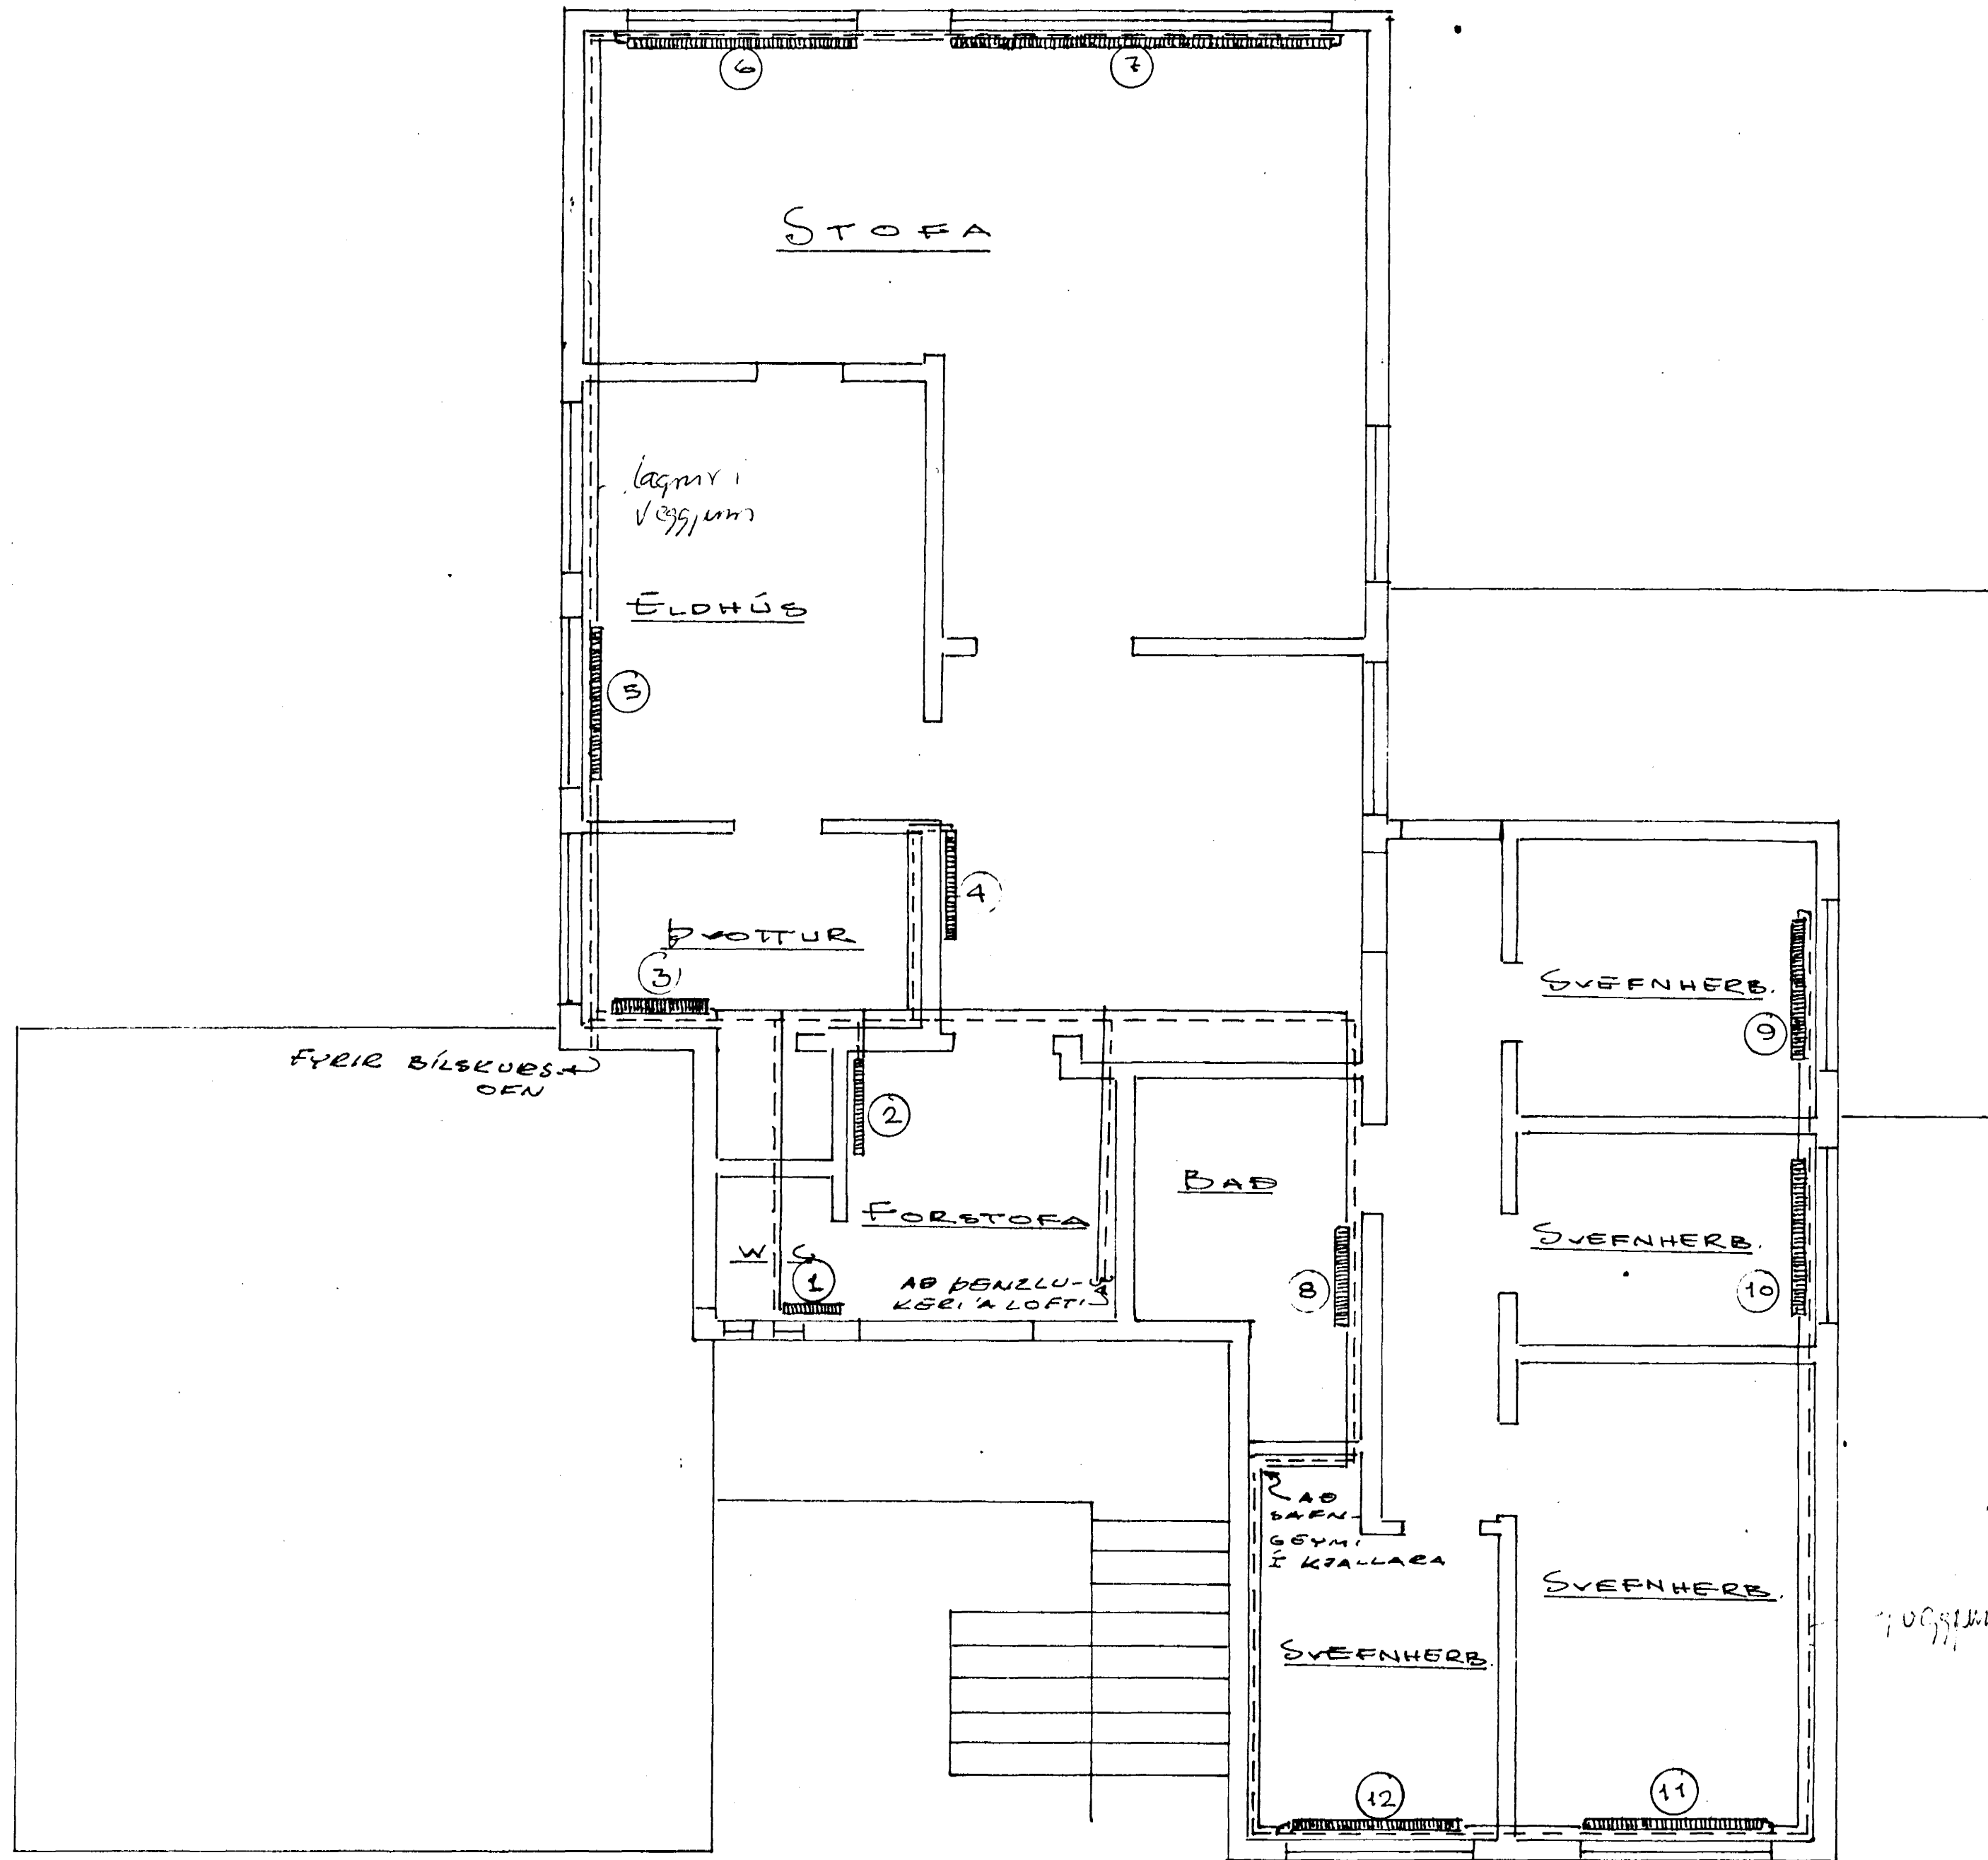 6
7
STOFA
lagnir í
veggjum
ELDHÚS
5
4
ÞVOTTUR
3
SVEFNHERB.
9
FYRIR BÍLSKÚRS-
OFN
2
BAÐ
FORSTOFA
SVEFNHERB.
WC
1
AÐ ÞENZLU-
KERI Á LOFTI
8
10
AÐ
SAFN-
GEYMI
Í KJALLARA
SVEFNHERB.
SVEFNHERB.
12
11